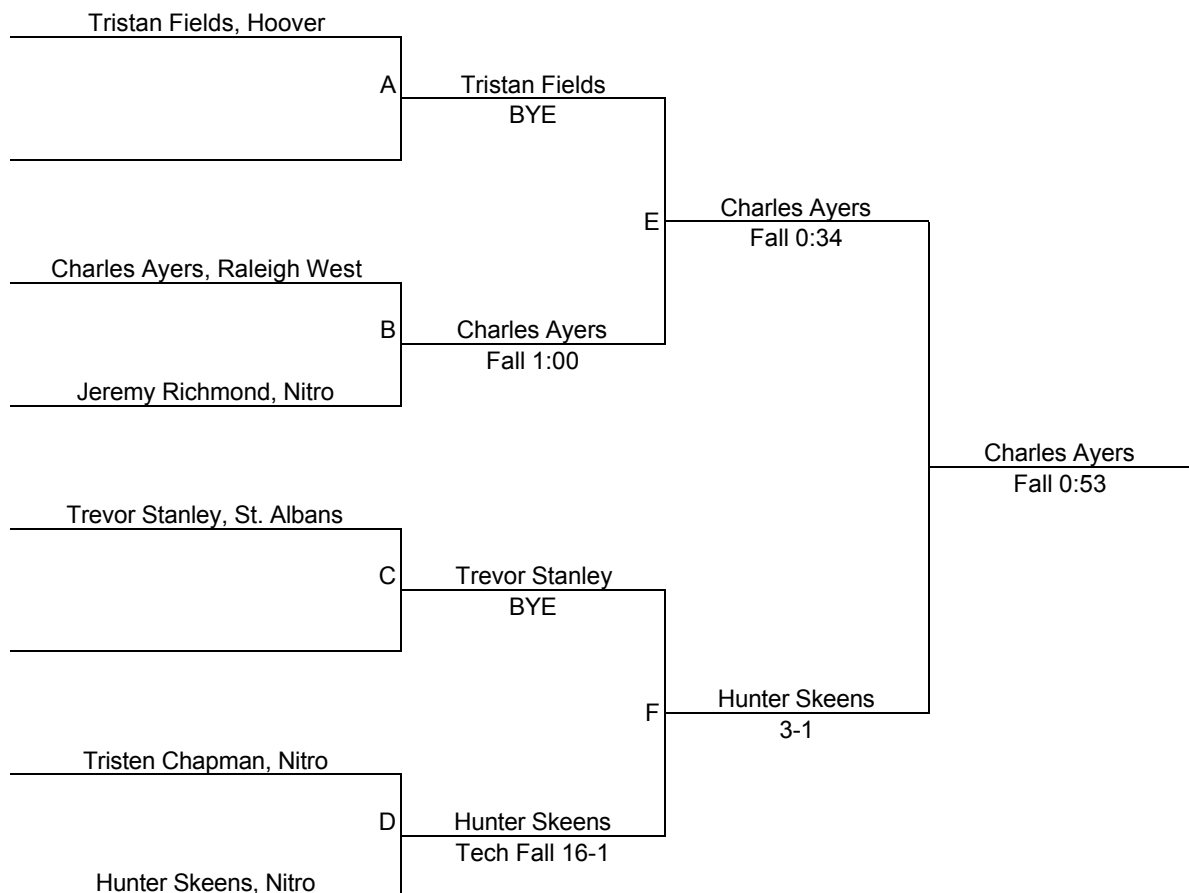 Tristan Fields, Hoover
A
Tristan Fields
BYE
E
Charles Ayers
Fall 0:34
Charles Ayers, Raleigh West
B
Charles Ayers
Fall 1:00
Jeremy Richmond, Nitro
Charles Ayers
Fall 0:53
Trevor Stanley, St. Albans
C
Trevor Stanley
BYE
F
Hunter Skeens
3-1
Tristen Chapman, Nitro
D
Hunter Skeens
Tech Fall 16-1
Hunter Skeens, Nitro